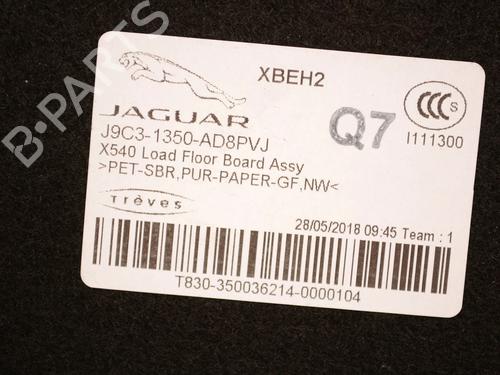 XBEH2
JAGUAR
J9C3-1350-AD8PVJ
X540 Load Floor Board Assy
>PET-SBR,PUR-PAPER-GF,NW<
Q7
CCC S
I111300
Trèves
28/05/2018 09:45 Team : 1
T830-350036214-0000104
B-PARTS